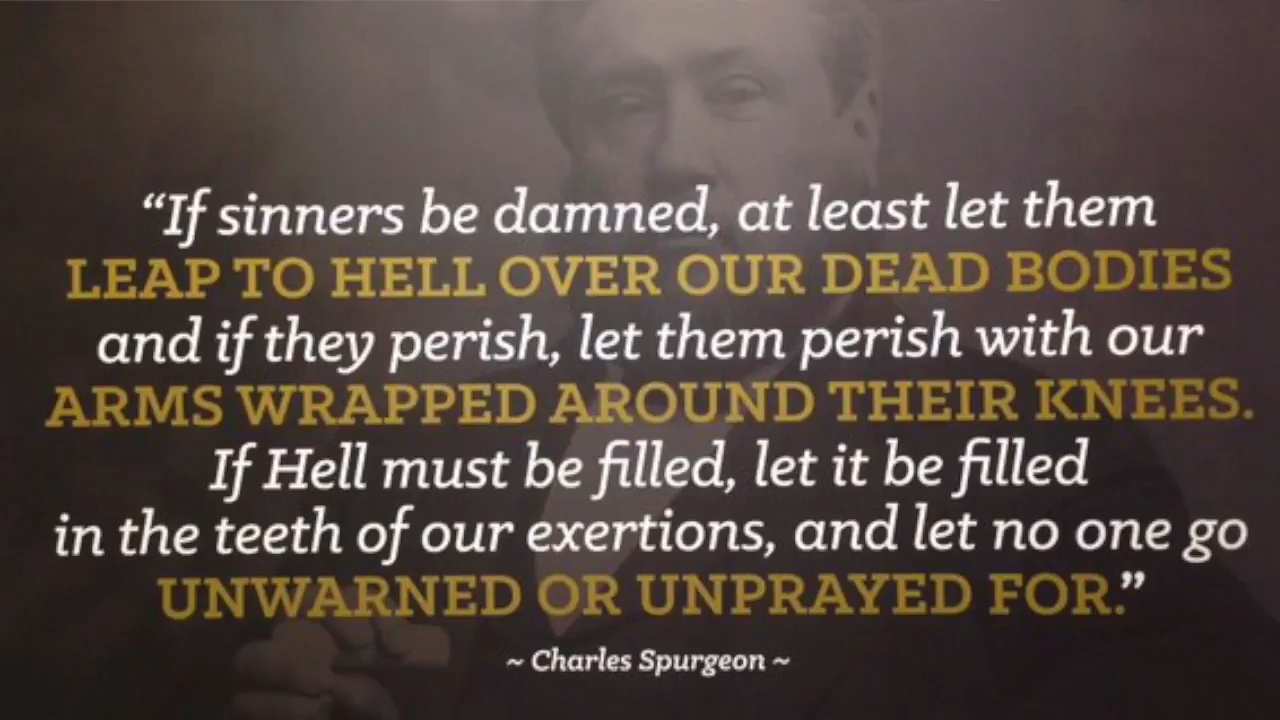 “If sinners be damned, at least let them
LEAP TO HELL OVER OUR DEAD BODIES
and if they perish, let them perish with our
ARMS WRAPPED AROUND THEIR KNEES.
If Hell must be filled, let it be filled
in the teeth of our exertions, and let no one go
UNWARNED OR UNPRAYED FOR.”
~ Charles Spurgeon ~